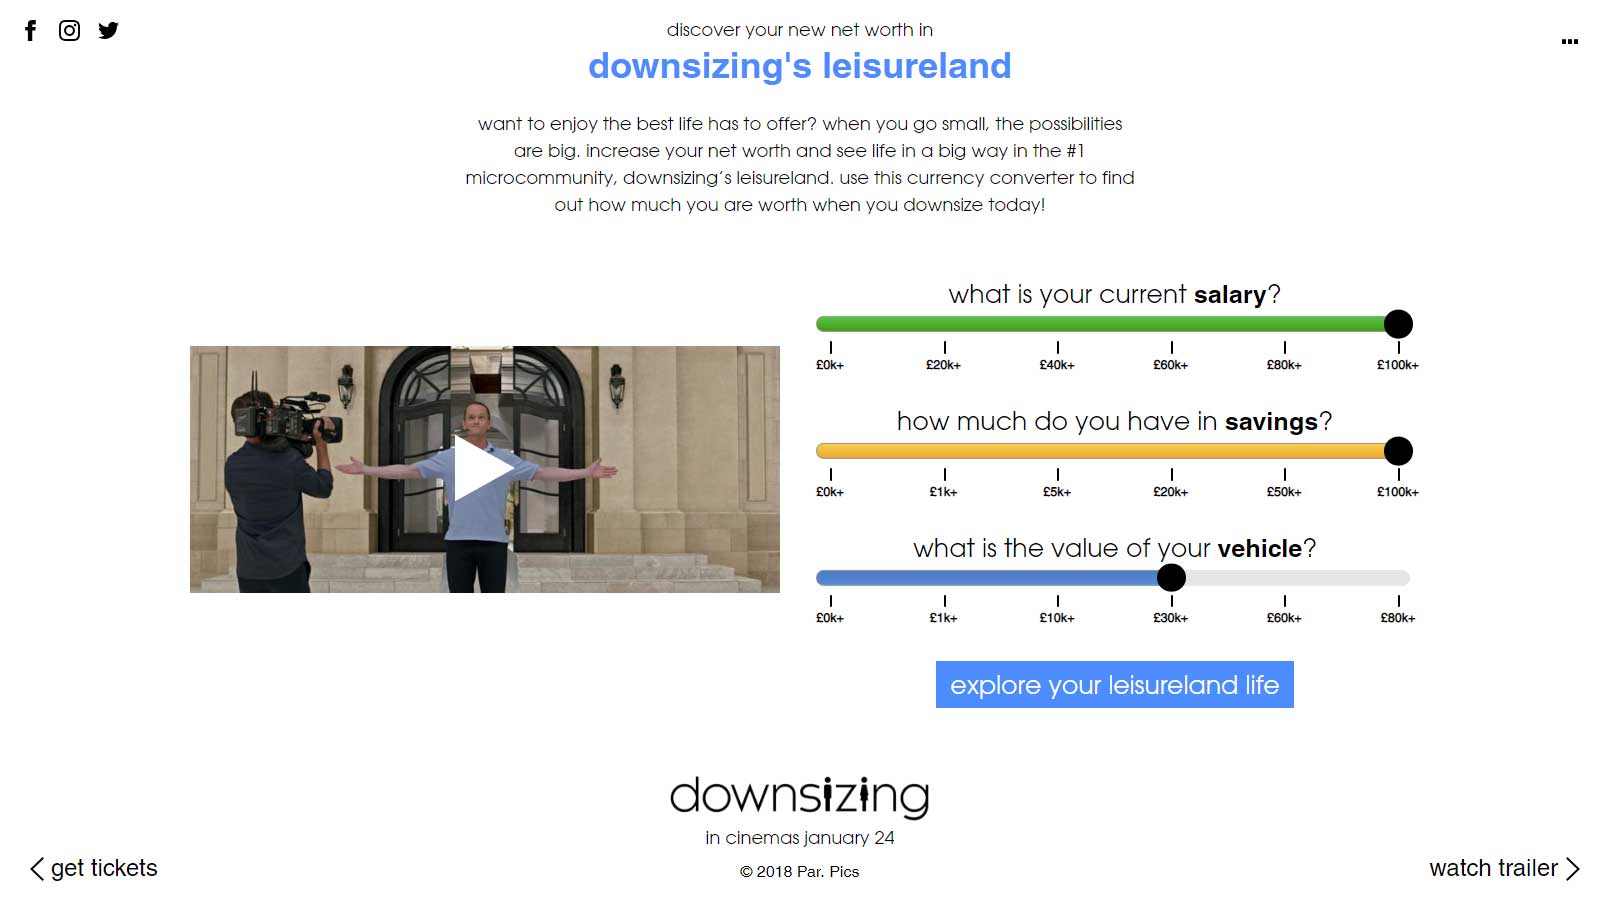 discover your new net worth in
downsizing's leisureland
want to enjoy the best life has to offer? when you go small, the possibilities
are big. increase your net worth and see life in a big way in the #1
microcommunity, downsizing´s leisureland. use this currency converter to find
out how much you are worth when you downsize today!
what is your current salary?
£0k+ £20k+ £40k+ £60k+ £80k+ £100k+
how much do you have in savings?
£0k+ £1k+ £5k+ £20k+ £50k+ £100k+
what is the value of your vehicle?
£0k+ £1k+ £10k+ £30k+ £60k+ £80k+
explore your leisureland life
downsizing
in cinemas january 24
© 2018 Par. Pics
get tickets
watch trailer